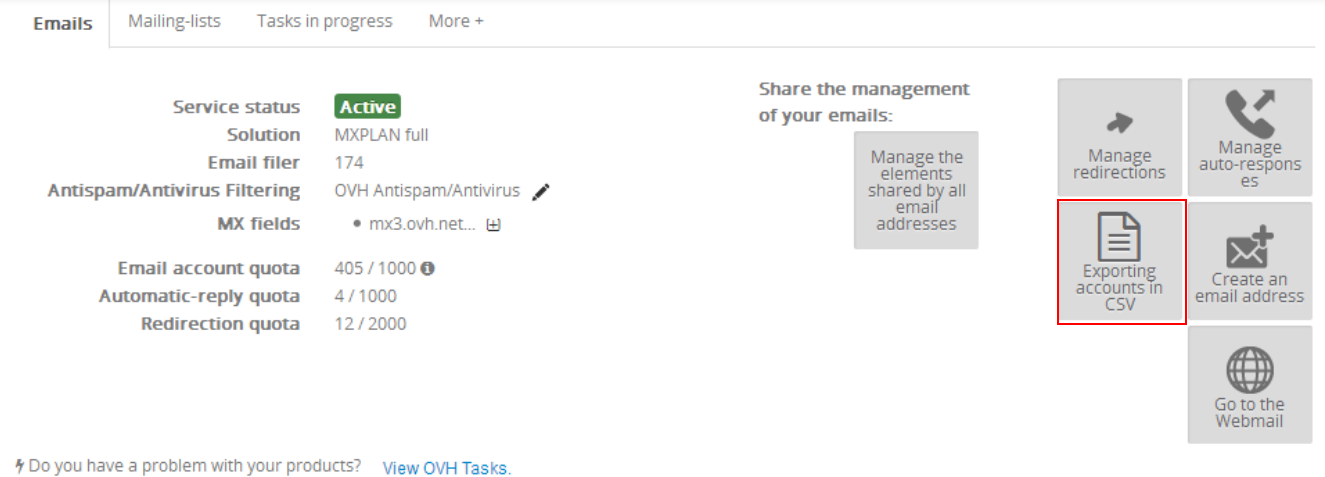 Emails Mailing-lists Tasks in progress More +
Service status Active
Solution MXPLAN full
Email filer 174
Antispam/Antivirus Filtering OVH Antispam/Antivirus
MX fields • mx3.ovh.net...
Email account quota 405 / 1000
Automatic-reply quota 4 / 1000
Redirection quota 12 / 2000
Share the management
of your emails:
Manage the
elements
shared by all
email
addresses
Manage
redirections
Manage
auto-respons
es
Exporting
accounts in
CSV
Create an
email address
Go to the
Webmail
Do you have a problem with your products? View OVH Tasks.